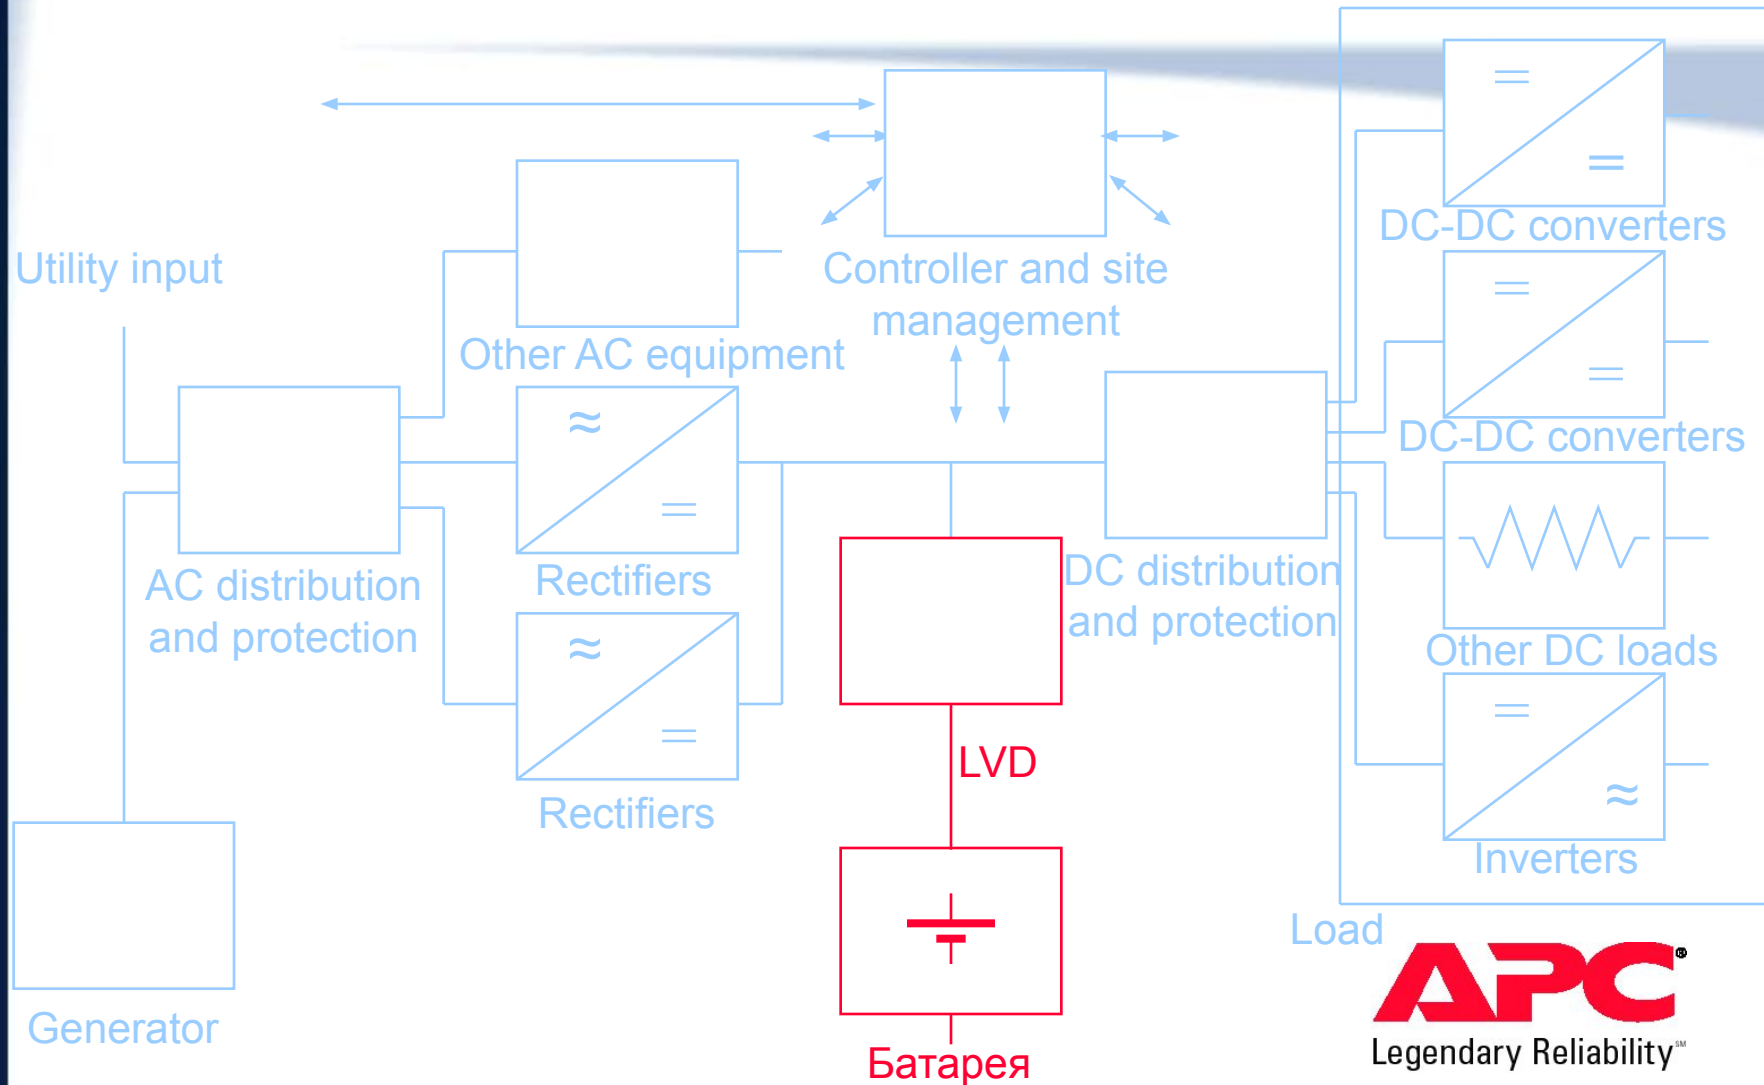 DC-DC converters
Utility input
Controller and site
management
Other AC equipment
DC-DC converters
AC distribution
and protection
Rectifiers
DC distribution
and protection
Other DC loads
LVD
Rectifiers
Inverters
Load
Generator
Батарея
APC®
Legendary Reliability℠